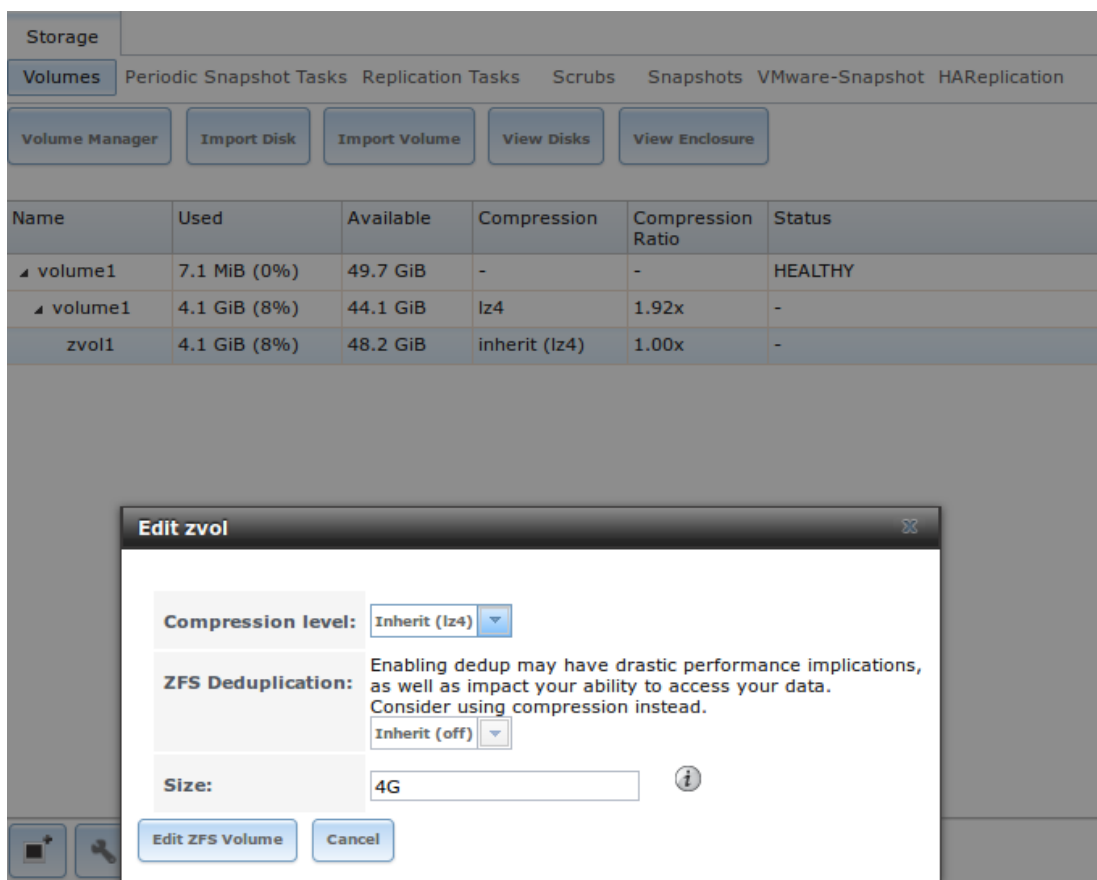 Storage
Volumes Periodic Snapshot Tasks Replication Tasks Scrubs Snapshots VMware-Snapshot HAReplication
Volume Manager Import Disk Import Volume View Disks View Enclosure
Name Used Available Compression Compression Ratio Status
volume1 7.1 MiB (0%) 49.7 GiB - - HEALTHY
volume1 4.1 GiB (8%) 44.1 GiB lz4 1.92x -
zvol1 4.1 GiB (8%) 48.2 GiB inherit (lz4) 1.00x -
Edit zvol
Compression level: Inherit (lz4)
ZFS Deduplication: Enabling dedup may have drastic performance implications,
as well as impact your ability to access your data.
Consider using compression instead.
Inherit (off)
Size: 4G
Edit ZFS Volume Cancel